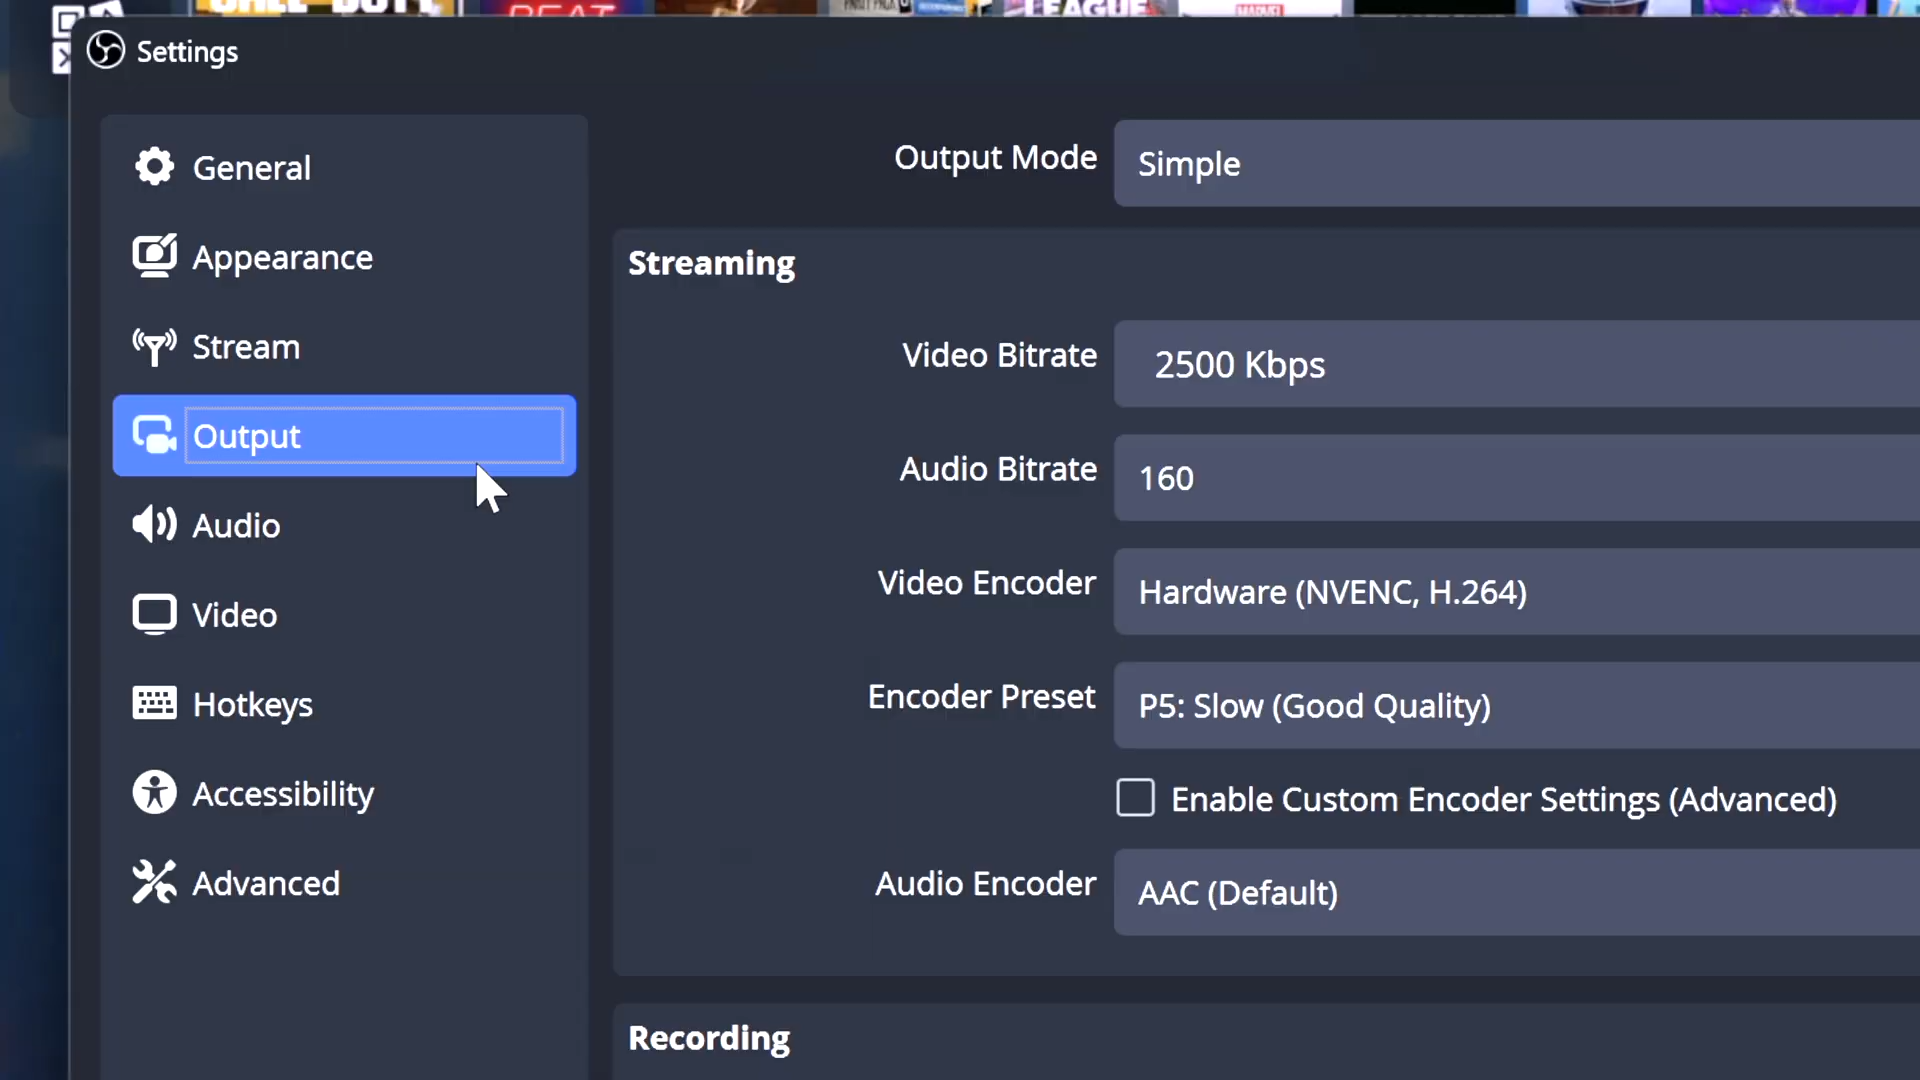 Settings
General
Appearance
Stream
Output
Audio
Video
Hotkeys
Accessibility
Advanced
Output Mode
Simple
Streaming
Video Bitrate
2500 Kbps
Audio Bitrate
160
Video Encoder
Hardware (NVENC, H.264)
Encoder Preset
P5: Slow (Good Quality)
Enable Custom Encoder Settings (Advanced)
Audio Encoder
AAC (Default)
Recording